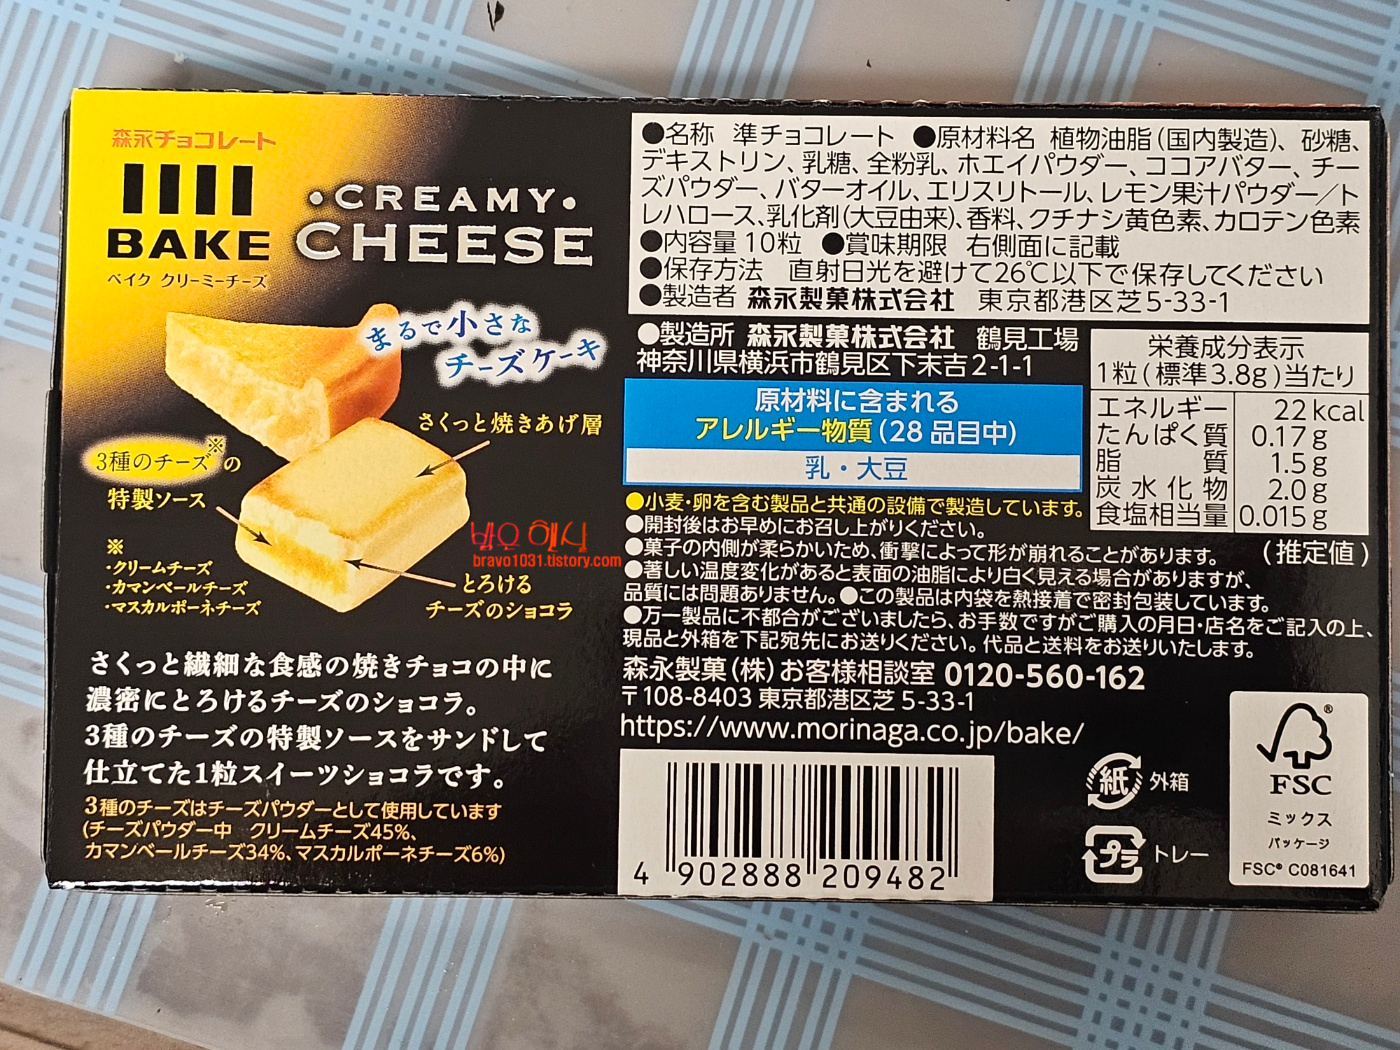 森永チョコレート
BAKE
ベイク クリーミーチーズ
・CREAMY・
CHEESE
まるで小さな
チーズケーキ
さくっと焼きあげ層
3種のチーズ※の
特製ソース
※
・クリームチーズ
・カマンベールチーズ
・マスカルポーネチーズ
とろける
チーズのショコラ
발오 햇시
bravo1031.tistory.com
さくっと繊細な食感の焼きチョコの中に
濃密にとろけるチーズのショコラ。
3種のチーズの特製ソースをサンドして
仕立てた1粒スイーツショコラです。
3種のチーズはチーズパウダーとして使用しています
(チーズパウダー中 クリームチーズ45%、
カマンベールチーズ34%、マスカルポーネチーズ6%)
●名称 準チョコレート ●原材料名 植物油脂(国内製造)、砂糖、
デキストリン、乳糖、全粉乳、ホエイパウダー、ココアバター、チー
ズパウダー、バターオイル、エリスリトール、レモン果汁パウダー/ト
レハロース、乳化剤(大豆由来)、香料、クチナシ黄色素、カロテン色素
●内容量 10粒 ●賞味期限 右側面に記載
●保存方法 直射日光を避けて26℃以下で保存してください
●製造者 森永製菓株式会社 東京都港区芝5-33-1
●製造所 森永製菓株式会社 鶴見工場
神奈川県横浜市鶴見区下末吉2-1-1
原材料に含まれる
アレルギー物質(28品目中)
乳・大豆
栄養成分表示
1粒(標準3.8g)当たり
エネルギー 22kcal
たんぱく質 0.17g
脂質 1.5g
炭水化物 2.0g
食塩相当量 0.015g
(推定値)
●小麦・卵を含む製品と共通の設備で製造しています。
●開封後はお早めにお召し上がりください。
●菓子の内側が柔らかいため、衝撃によって形が崩れることがあります。
●著しい温度変化があると表面の油脂により白く見える場合がありますが、
品質には問題ありません。●この製品は内袋を熱接着で密封包装しています。
●万一製品に不都合がございましたら、お手数ですがご購入の月日・店名をご記入の上、
現品と外箱を下記宛先にお送りください。代品と送料をお送りいたします。
森永製菓(株)お客様相談室 0120-560-162
〒108-8403 東京都港区芝 5-33-1
https://www.morinaga.co.jp/bake/
4 902888 209482
紙 外箱
プラ トレー
FSC
®
ミックス
パッケージ
FSC® C081641